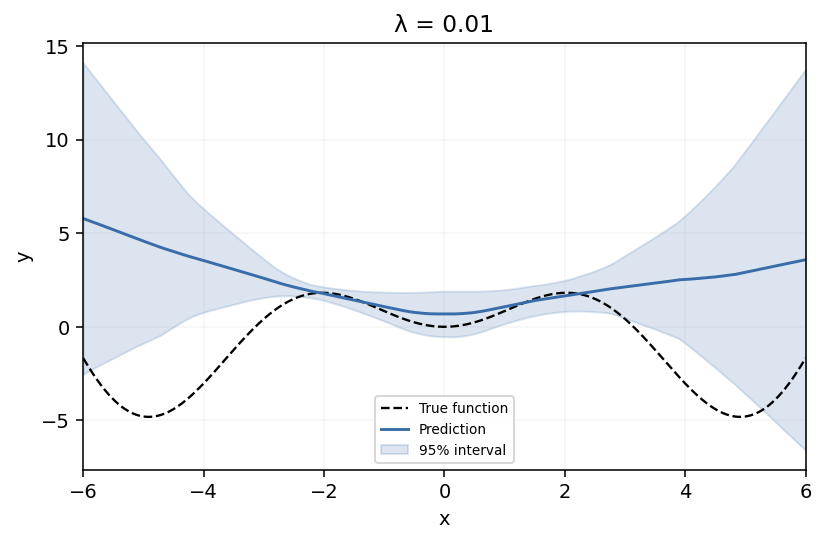 λ = 0.01
15
10
5
0
−5
y
−6 −4 −2 0 2 4 6
x
True function
Prediction
95% interval